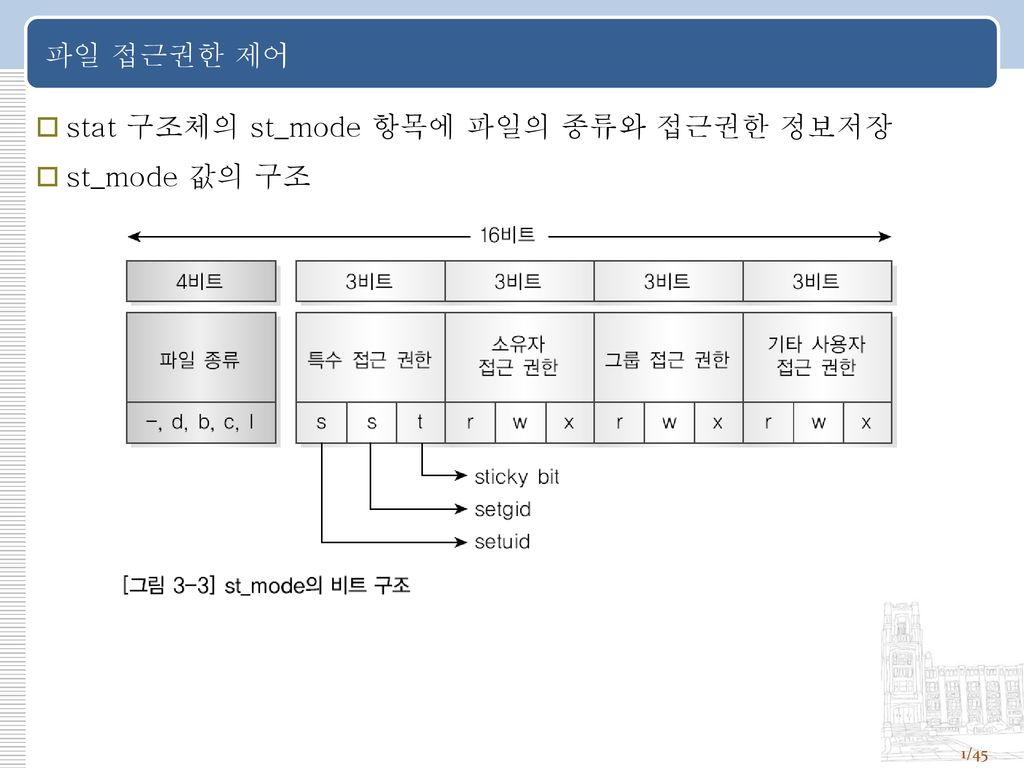 파일 접근권한 제어
stat 구조체의 st_mode 항목에 파일의 종류와 접근권한 정보저장
st_mode 값의 구조
16비트
4비트 3비트 3비트 3비트 3비트
파일 종류
특수 접근 권한
소유자
접근 권한
그룹 접근 권한
기타 사용자
접근 권한
-, d, b, c, l s s t r w x r w x r w x
sticky bit
setgid
setuid
[그림 3-3] st_mode의 비트 구조
1/45